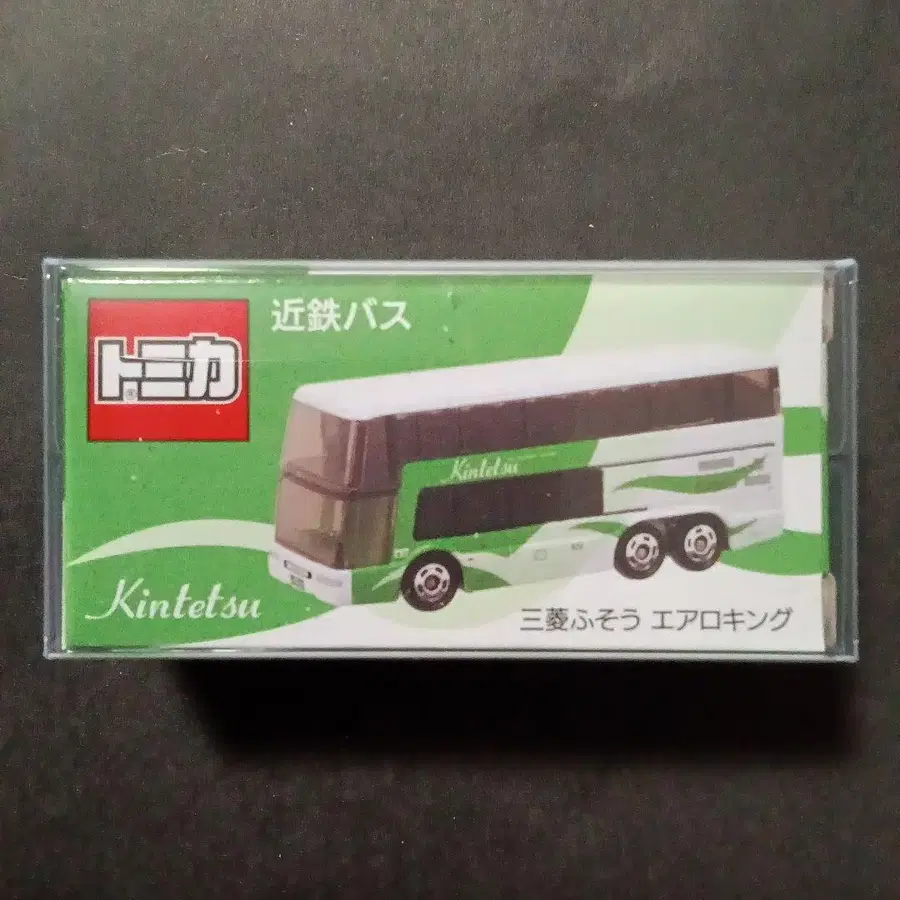 近鉄バス
トミカ®
Kintetsu
Kintetsu
三菱ふそう エアロキング